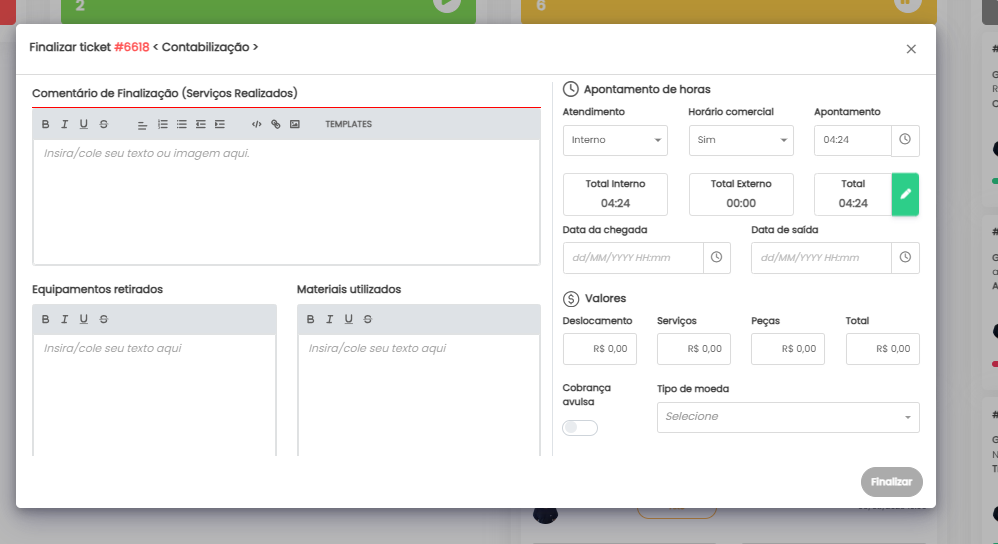 2
6
Finalizar ticket #6618 < Contabilização >
Comentário de Finalização (Serviços Realizados)
B I U S TEMPLATES
Insira/cole seu texto ou imagem aqui.
Equipamentos retirados
B I U S
Insira/cole seu texto aqui
Materiais utilizados
B I U S
Insira/cole seu texto aqui
Apontamento de horas
Atendimento Horário comercial Apontamento
Interno Sim 04:24
Total Interno Total Externo Total
04:24 00:00 04:24
Data da chegada Data de saída
dd/MM/YYYY HH:mm dd/MM/YYYY HH:mm
Valores
Deslocamento Serviços Peças Total
R$ 0,00 R$ 0,00 R$ 0,00 R$ 0,00
Cobrança
avulsa
Tipo de moeda
Selecione
Finalizar